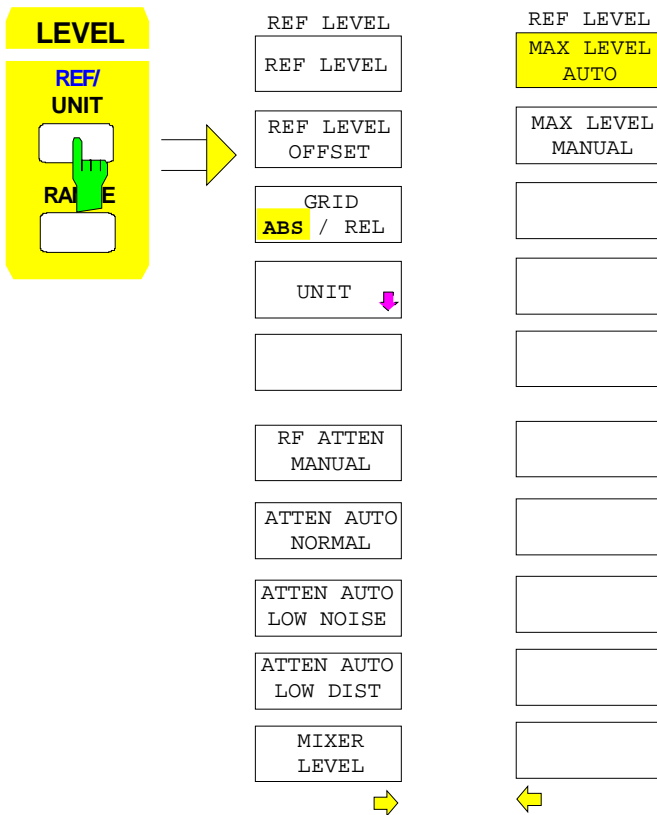 LEVEL
REF/
UNIT
REF LEVEL
REF LEVEL
REF LEVEL
OFFSET
GRID
ABS / REL
UNIT
RF ATTEN
MANUAL
ATTEN AUTO
NORMAL
ATTEN AUTO
LOW NOISE
ATTEN AUTO
LOW DIST
MIXER
LEVEL
REF LEVEL
MAX LEVEL
AUTO
MAX LEVEL
MANUAL